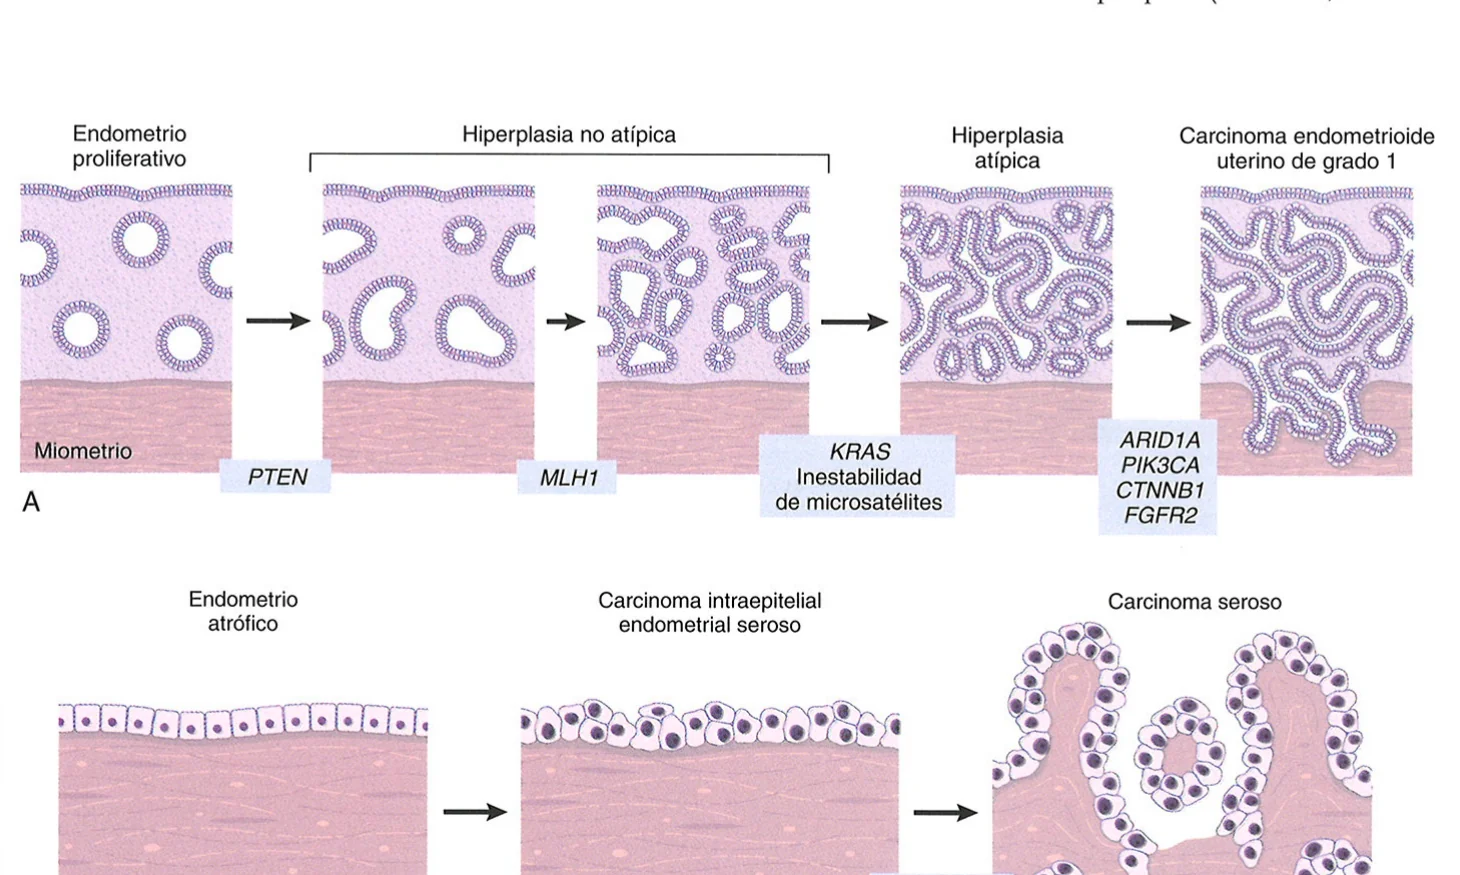 Endometrio
proliferativo
Hiperplasia no atípica
Hiperplasia
atípica
Carcinoma endometrioide
uterino de grado 1
Miometrio
PTEN
MLH1
KRAS
Inestabilidad
de microsatélites
ARID1A
PIK3CA
CTNNB1
FGFR2
A
Endometrio
atrófico
Carcinoma intraepitelial
endometrial seroso
Carcinoma seroso